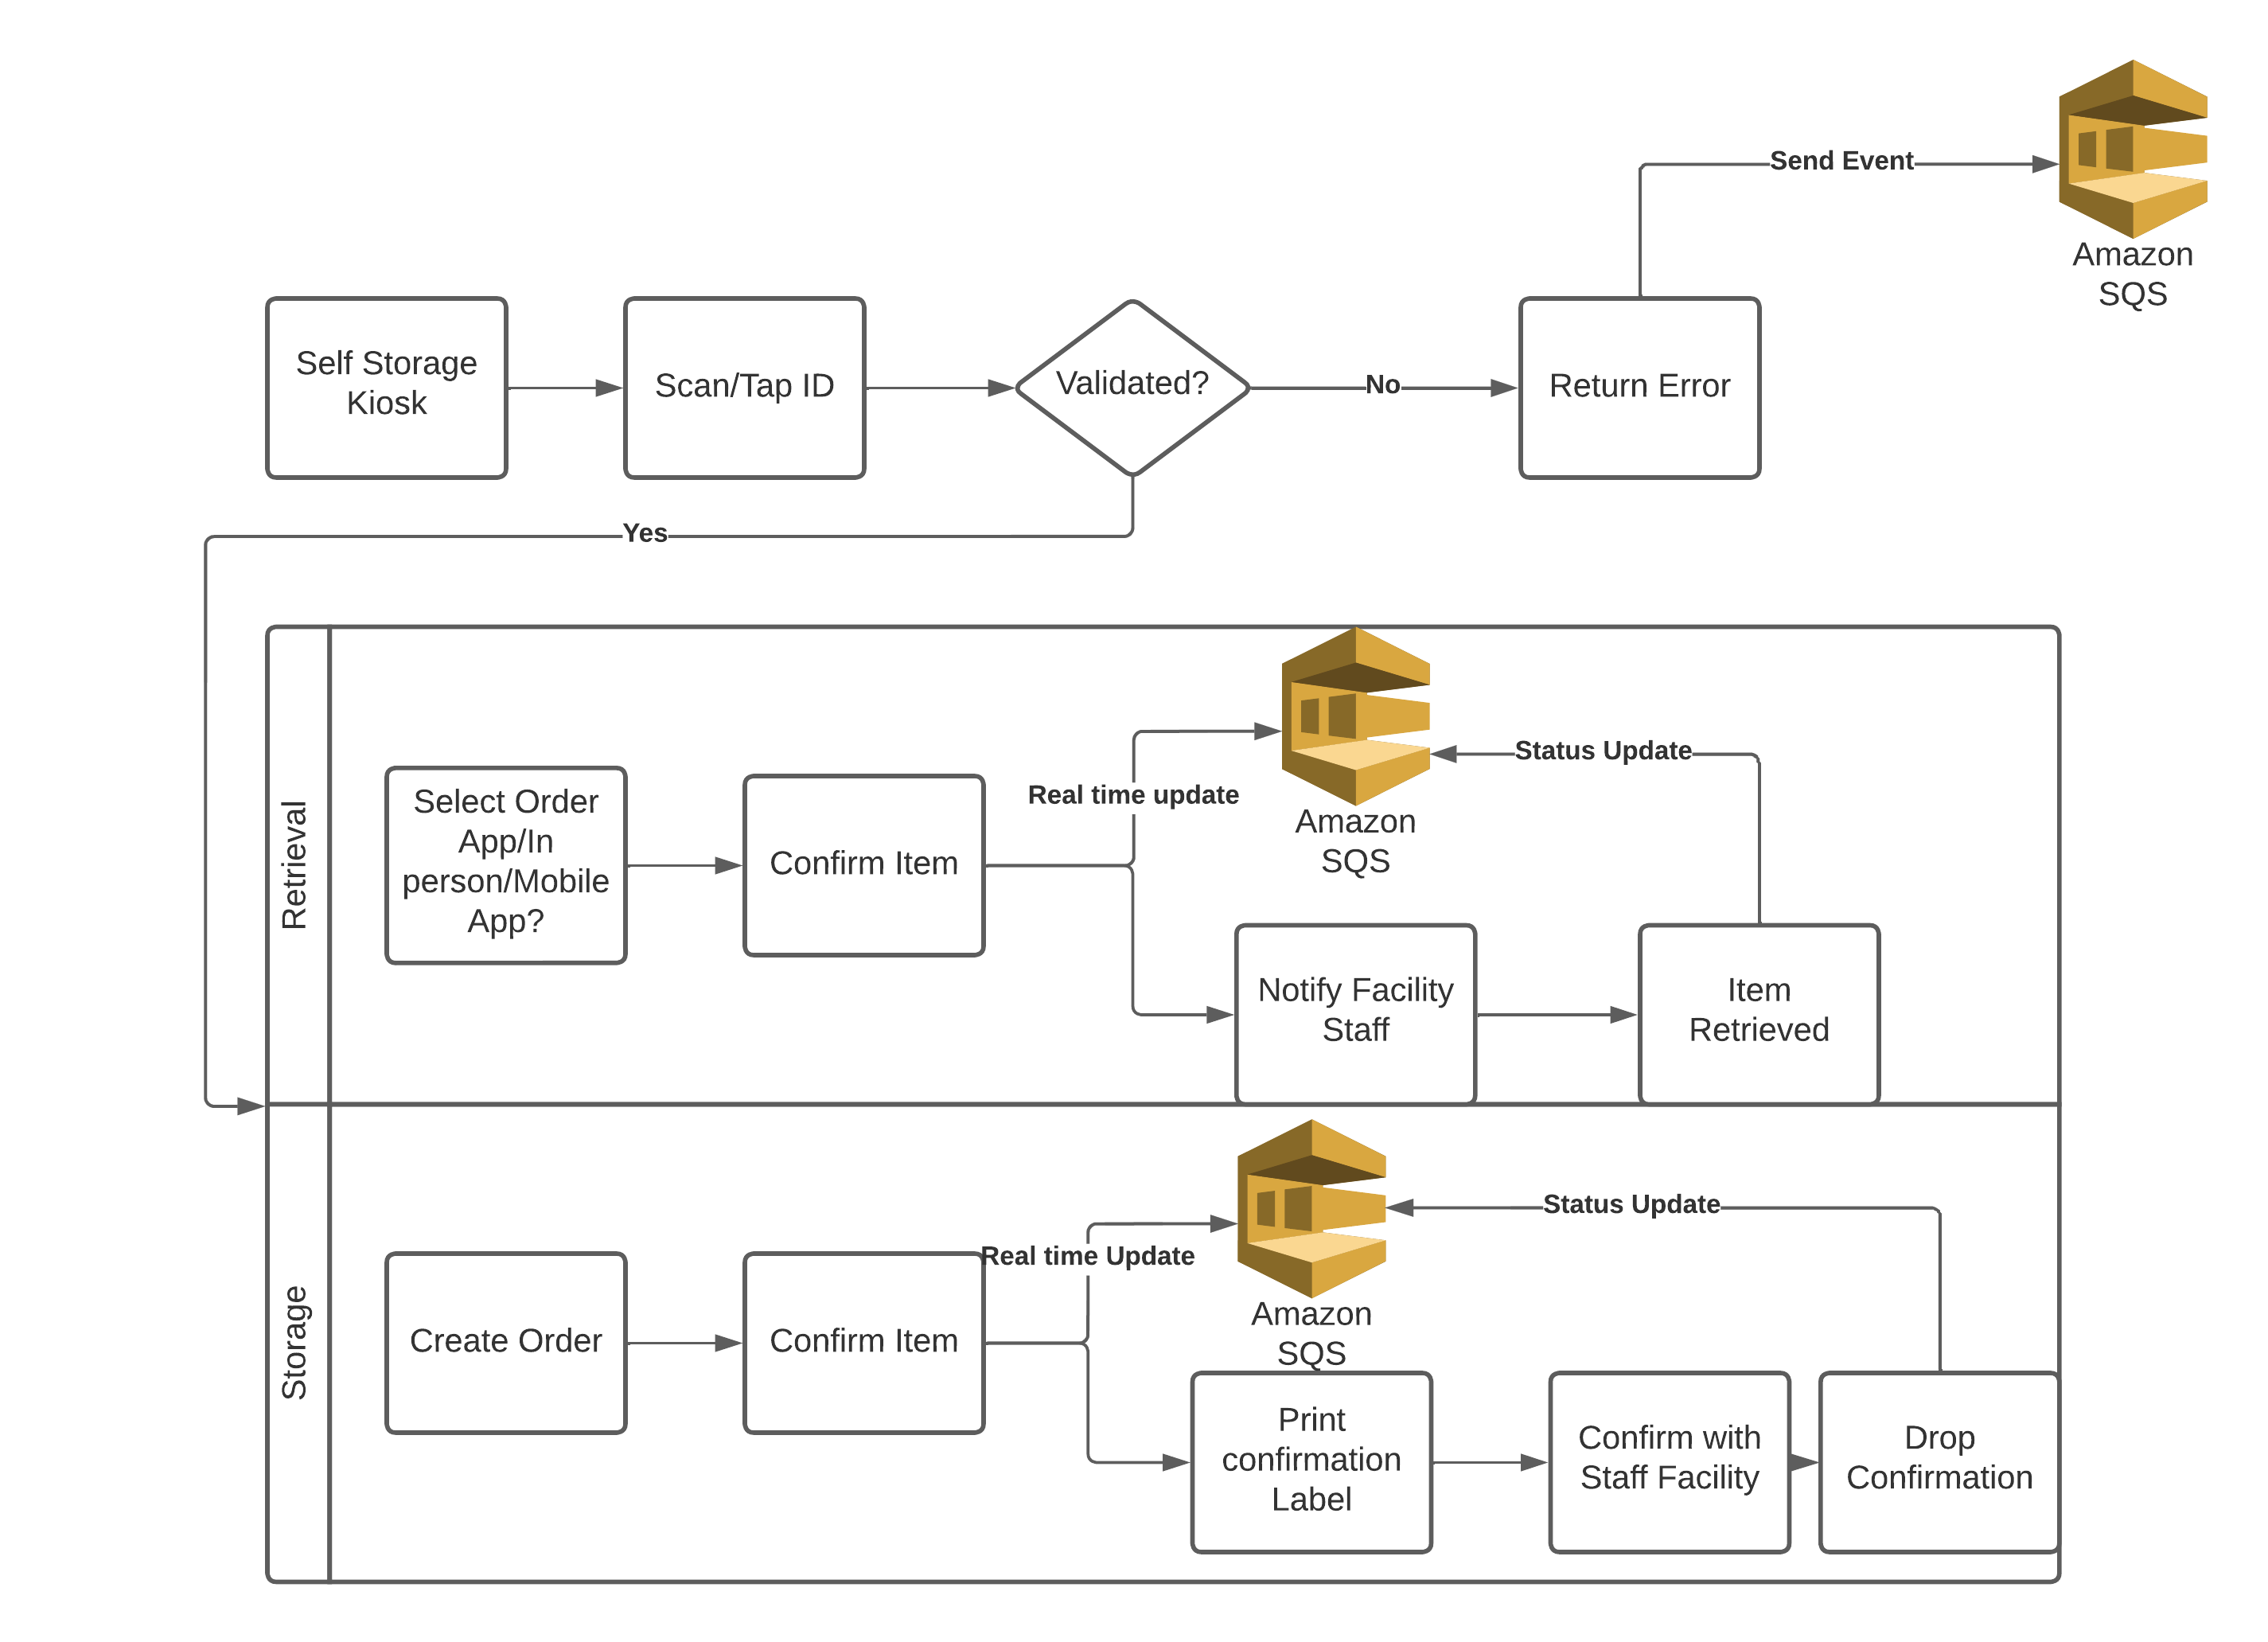 Send Event
Amazon
SQS
Self Storage
Kiosk
Scan/Tap ID
Validated?
No
Return Error
Yes
Retrieval
Select Order
App/In
person/Mobile
App?
Confirm Item
Real time update
Amazon
SQS
Status Update
Notify Facility
Staff
Item
Retrieved
Storage
Create Order
Confirm Item
Real time Update
Amazon
SQS
Status Update
Print
confirmation
Label
Confirm with
Staff Facility
Drop
Confirmation